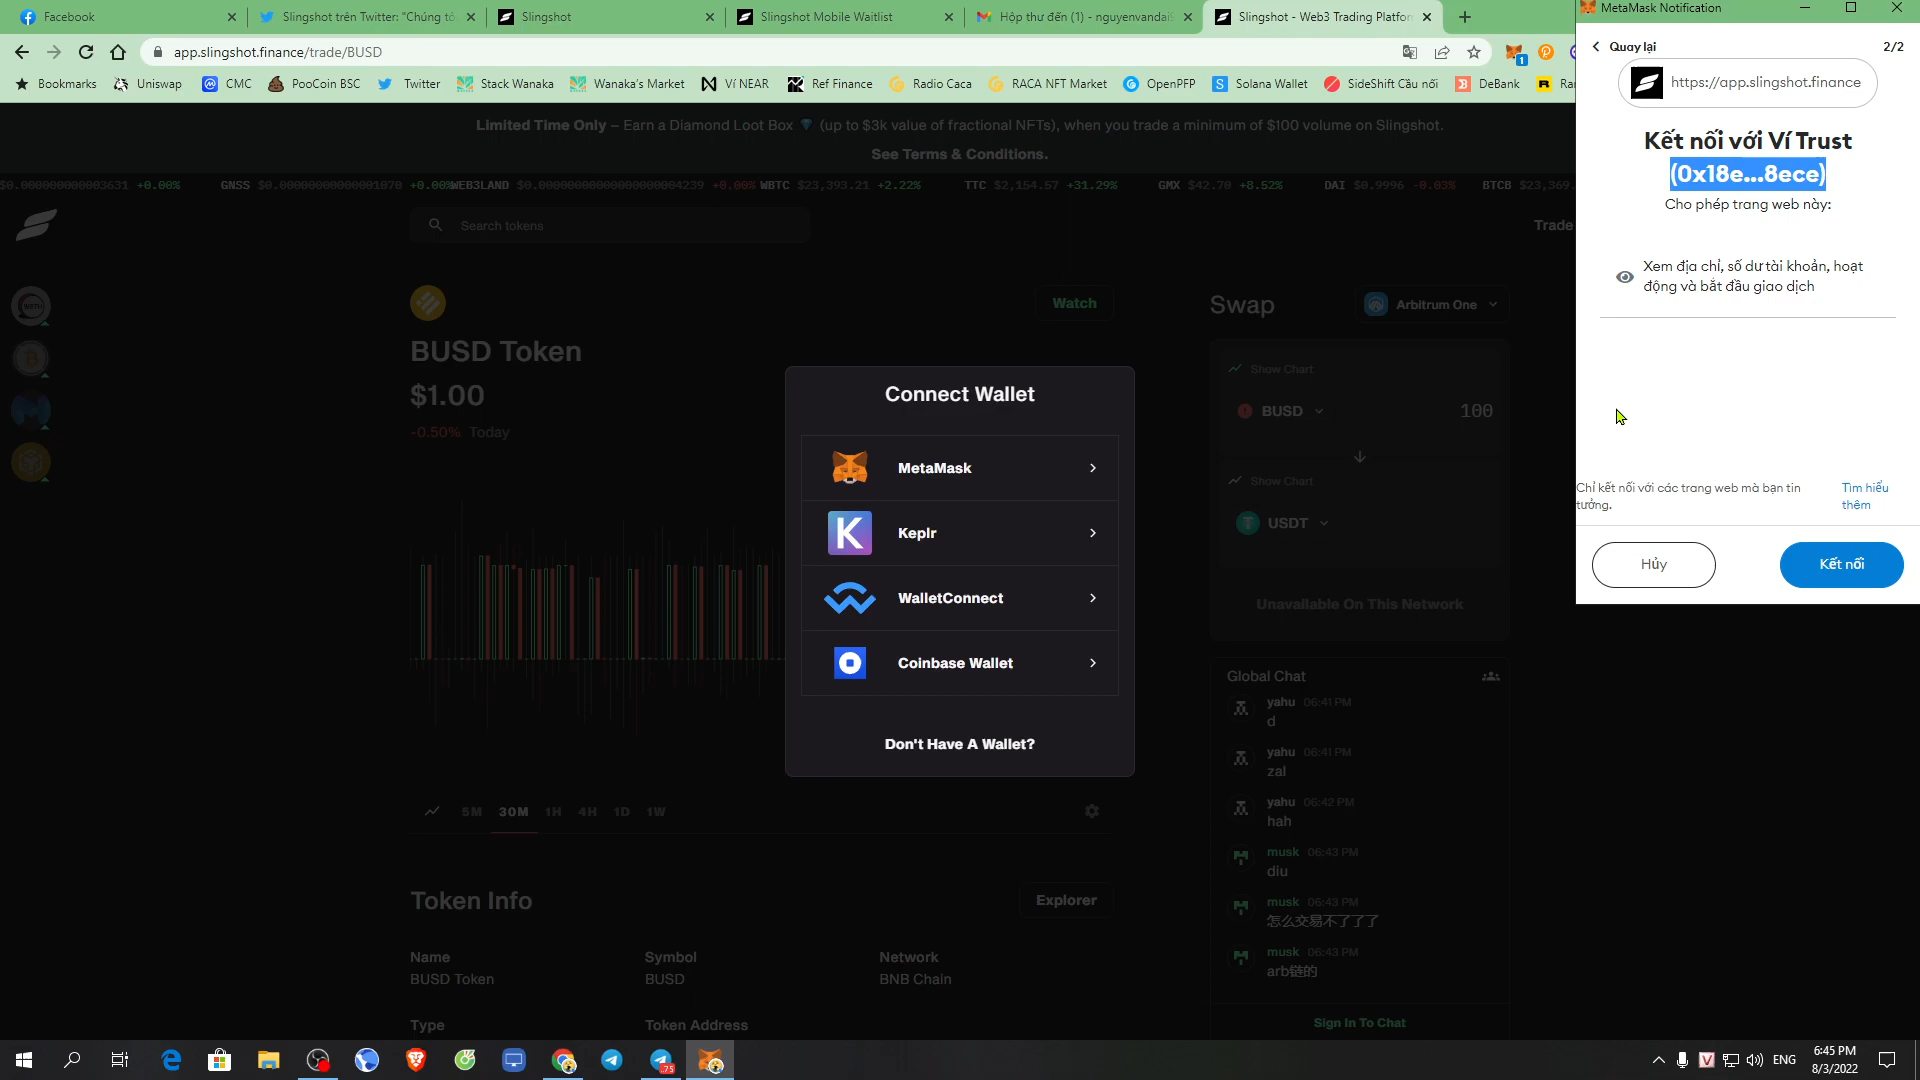 Facebook
Slingshot trên Twitter: "Chúng tô
Slingshot
Slingshot Mobile Waitlist
Hộp thư đến (1) - nguyenvandai
Slingshot - Web3 Trading Platfor
MetaMask Notification
app.slingshot.finance/trade/BUSD
1
Bookmarks
Uniswap
CMC
PooCoin BSC
Twitter
Stack Wanaka
Wanaka's Market
Ví NEAR
Ref Finance
Radio Caca
RACA NFT Market
OpenPFP
Solana Wallet
SideShift Cầu nối
DeBank
Limited Time Only – Earn a Diamond Loot Box 💎 (up to $3k value of fractional NFTs), when you trade a minimum of $100 volume on Slingshot.
See Terms & Conditions.
GNSS $0.00000000000001070 +0.00%
WBTC $23,393.21 +2.22%
TTC $2,154.57 +31.29%
GMX $42.70 +8.52%
DAI $0.9996 -0.03%
BTCB $23,369.
Search tokens
Trade
BUSD Token
Watch
$1.00
-0.50% Today
5M 30M 1H 4H 1D 1W
Token Info
Explorer
Name
Symbol
Network
BUSD Token
BUSD
BNB Chain
Type
Token Address
Connect Wallet
MetaMask
Keplr
WalletConnect
Coinbase Wallet
Don't Have A Wallet?
Swap
Arbitrum One
Show Chart
BUSD
100
Show Chart
USDT
Unavailable On This Network
Global Chat
yahu 06:41 PM
d
yahu 06:41 PM
zal
yahu 06:42 PM
hah
musk 06:43 PM
diu
musk 06:43 PM
怎么交易不了了了
musk 06:43 PM
arb链的
Sign In To Chat
Quay lại
2/2
https://app.slingshot.finance
Kết nối với Ví Trust
(0x18e...8ece)
Cho phép trang web này:
Xem địa chỉ, số dư tài khoản, hoạt
động và bắt đầu giao dịch
Chỉ kết nối với các trang web mà bạn tin
tưởng.
Tìm hiểu
thêm
Hủy
Kết nối
ENG
6:45 PM
8/3/2022